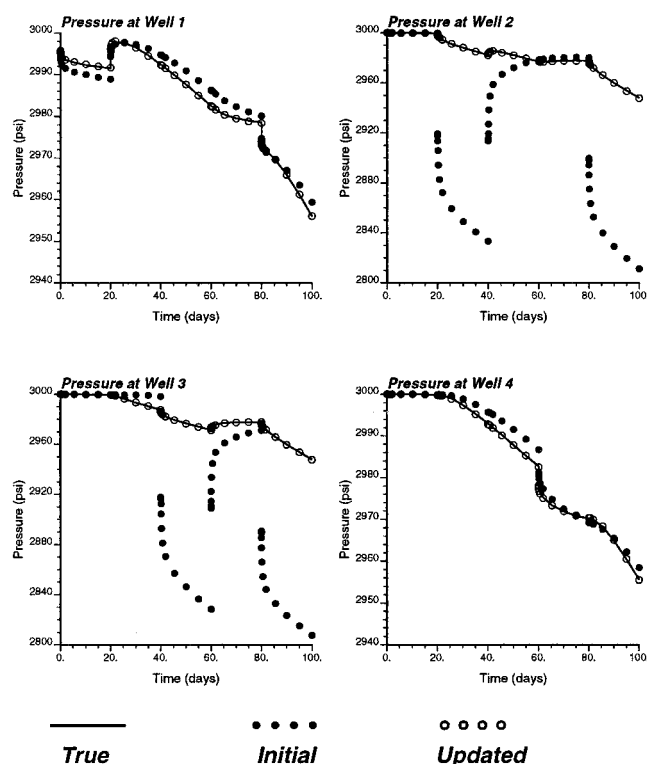 Pressure at Well 1
Pressure (psi)
3000
2990
2980
2970
2960
2950
2940
0. 20. 40. 60. 80. 100.
Time (days)
Pressure at Well 2
Pressure (psi)
3000
2960
2920
2880
2840
2800
0. 20. 40. 60. 80. 100.
Time (days)
Pressure at Well 3
Pressure (psi)
3000
2960
2920
2880
2840
2800
0. 20. 40. 60. 80. 100.
Time (days)
Pressure at Well 4
Pressure (psi)
3000
2990
2980
2970
2960
2950
2940
0. 20. 40. 60. 80. 100.
Time (days)
True Initial Updated